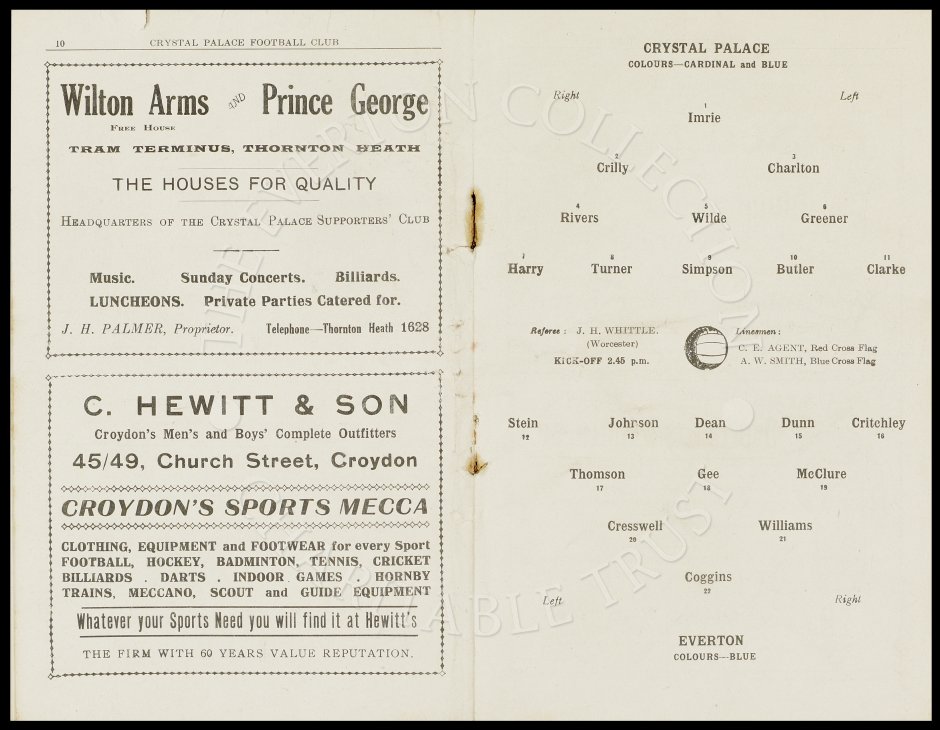 10 CRYSTAL PALACE FOOTBALL CLUB
Wilton Arms AND Prince George
FREE HOUSE
TRAM TERMINUS, THORNTON HEATH
THE HOUSES FOR QUALITY
HEADQUARTERS OF THE CRYSTAL PALACE SUPPORTERS' CLUB
Music. Sunday Concerts. Billiards.
LUNCHEONS. Private Parties Catered for.
J. H. PALMER, Proprietor. Telephone—Thornton Heath 1628
C. HEWITT & SON
Croydon's Men's and Boys' Complete Outfitters
45/49, Church Street, Croydon
CROYDON'S SPORTS MECCA
CLOTHING, EQUIPMENT and FOOTWEAR for every Sport
FOOTBALL, HOCKEY, BADMINTON, TENNIS, CRICKET
BILLIARDS . DARTS . INDOOR GAMES . HORNBY
TRAINS, MECCANO, SCOUT and GUIDE EQUIPMENT
Whatever your Sports Need you will find it at Hewitt's
THE FIRM WITH 60 YEARS VALUE REPUTATION.
CRYSTAL PALACE
COLOURS—CARDINAL and BLUE
Right Left
1
Imrie
2 3
Crilly Charlton
4 5 6
Rivers Wilde Greener
7 8 9 10 11
Harry Turner Simpson Butler Clarke
Referee : J. H. WHITTLE.
(Worcester)
KICK-OFF 2.45 p.m.
Linesmen :
C. E. AGENT, Red Cross Flag
A. W. SMITH, Blue Cross Flag
Stein Johnson Dean Dunn Critchley
12 13 14 15 16
Thomson Gee McClure
17 18 19
Cresswell Williams
20 21
Coggins
22
Left Right
EVERTON
COLOURS—BLUE
THE EVERTON COLLECTION
CHARITABLE TRUST